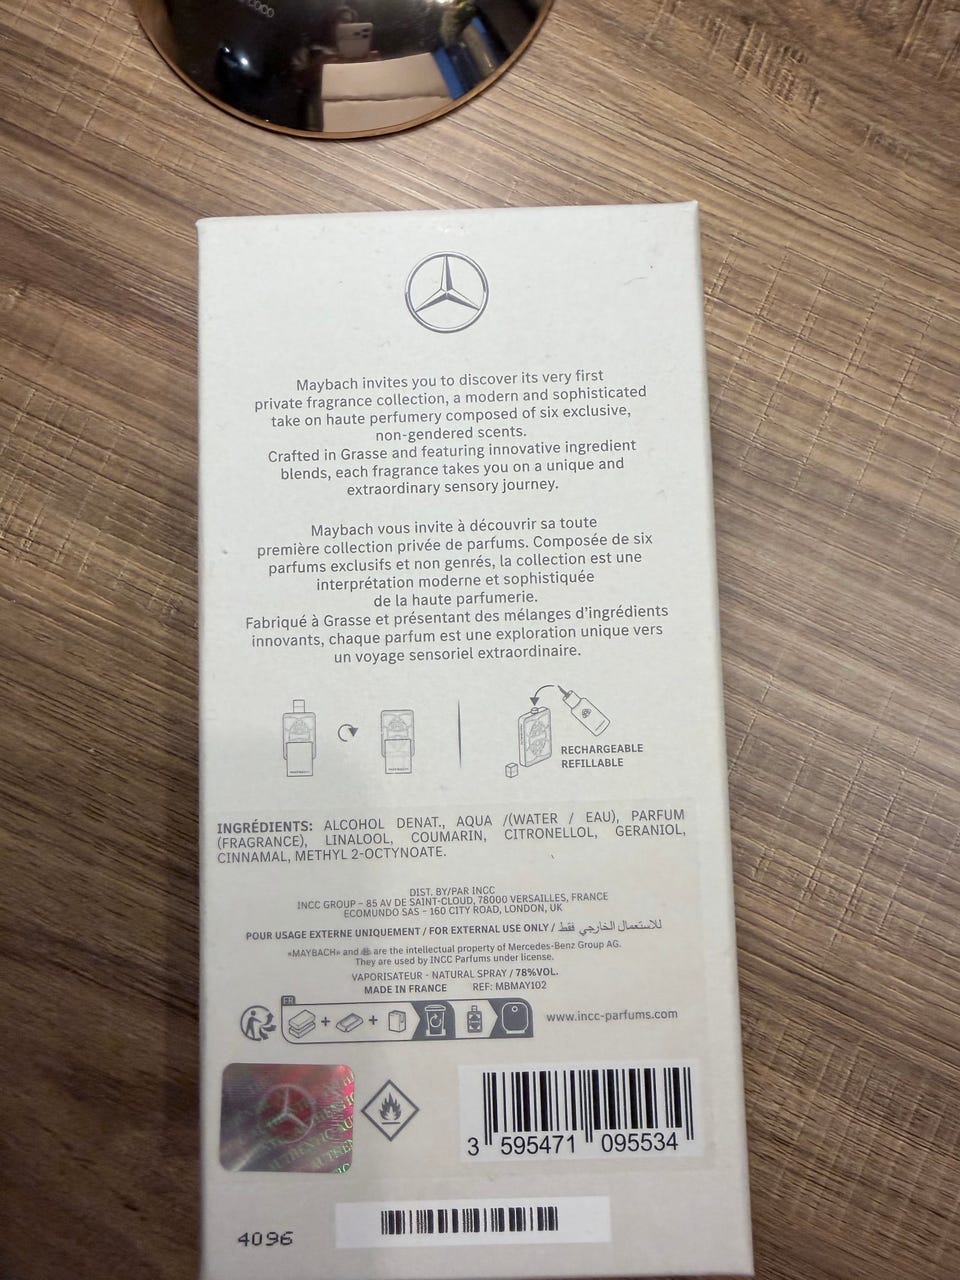 COCO
Maybach invites you to discover its very first
private fragrance collection, a modern and sophisticated
take on haute perfumery composed of six exclusive,
non-gendered scents.
Crafted in Grasse and featuring innovative ingredient
blends, each fragrance takes you on a unique and
extraordinary sensory journey.
Maybach vous invite à découvrir sa toute
première collection privée de parfums. Composée de six
parfums exclusifs et non genrés, la collection est une
interprétation moderne et sophistiquée
de la haute parfumerie.
Fabriqué à Grasse et présentant des mélanges d'ingrédients
innovants, chaque parfum est une exploration unique vers
un voyage sensoriel extraordinaire.
RECHARGEABLE
REFILLABLE
INGRÉDIENTS: ALCOHOL DENAT., AQUA /(WATER / EAU), PARFUM
(FRAGRANCE), LINALOOL, COUMARIN, CITRONELLOL, GERANIOL,
CINNAMAL, METHYL 2-OCTYNOATE.
DIST. BY/PAR INCC
INCC GROUP – 85 AV DE SAINT-CLOUD, 78000 VERSAILLES, FRANCE
ECOMUNDO SAS – 160 CITY ROAD, LONDON, UK
POUR USAGE EXTERNE UNIQUEMENT / FOR EXTERNAL USE ONLY / للاستعمال الخارجي فقط
«MAYBACH» and are the intellectual property of Mercedes-Benz Group AG.
They are used by INCC Parfums under license.
VAPORISATEUR - NATURAL SPRAY / 78%VOL.
MADE IN FRANCE REF: MBMAY102
FR
www.incc-parfums.com
AUTHENTIC
3 595471 095534
4096